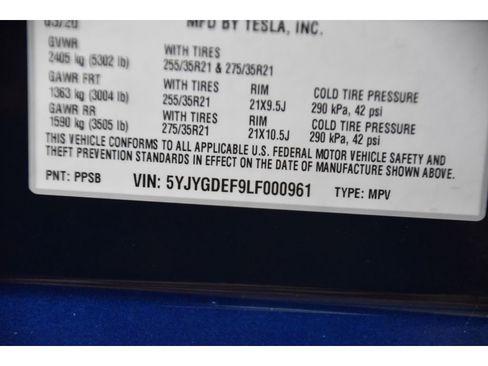 03/20 MFD BY TESLA, INC.
GVWR WITH TIRES
2405 kg (5302 lb) 255/35R21 & 275/35R21
GAWR FRT WITH TIRES RIM COLD TIRE PRESSURE
1363 kg (3004 lb) 255/35R21 21X9.5J 290 kPa, 42 psi
GAWR RR WITH TIRES RIM COLD TIRE PRESSURE
1590 kg (3505 lb) 275/35R21 21X10.5J 290 kPa, 42 psi
THIS VEHICLE CONFORMS TO ALL APPLICABLE U.S. FEDERAL MOTOR VEHICLE SAFETY AND
THEFT PREVENTION STANDARDS IN EFFECT ON THE DATE OF MANUFACTURE SHOWN ABOVE.
PNT: PPSB VIN: 5YJYGDEF9LF000961 TYPE: MPV